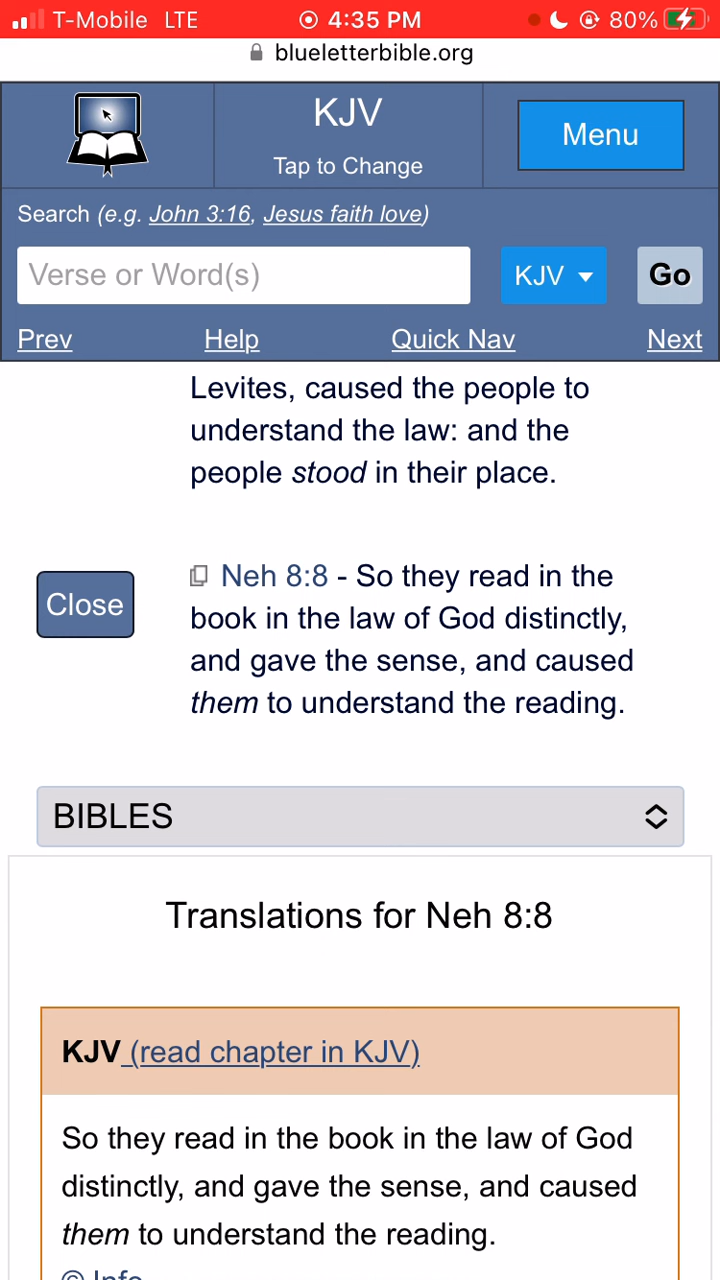 T-Mobile LTE 4:35 PM 80%
blueletterbible.org
KJV
Tap to Change
Menu
Search (e.g. John 3:16, Jesus faith love)
Verse or Word(s) KJV Go
Prev Help Quick Nav Next
Levites, caused the people to
understand the law: and the
people stood in their place.
Close
Neh 8:8 - So they read in the
book in the law of God distinctly,
and gave the sense, and caused
them to understand the reading.
BIBLES
Translations for Neh 8:8
KJV (read chapter in KJV)
So they read in the book in the law of God
distinctly, and gave the sense, and caused
them to understand the reading.
© Info